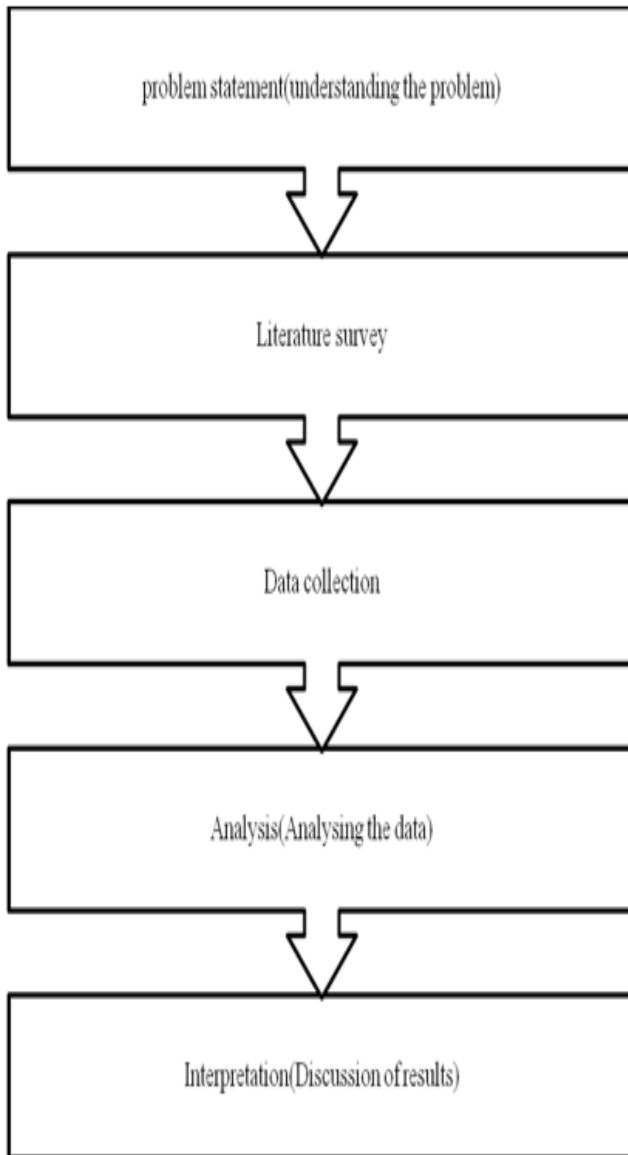 problem statement(understanding the problem)
Literature survey
Data collection
Analysis(Analysing the data)
Interpretation(Discussion of results)